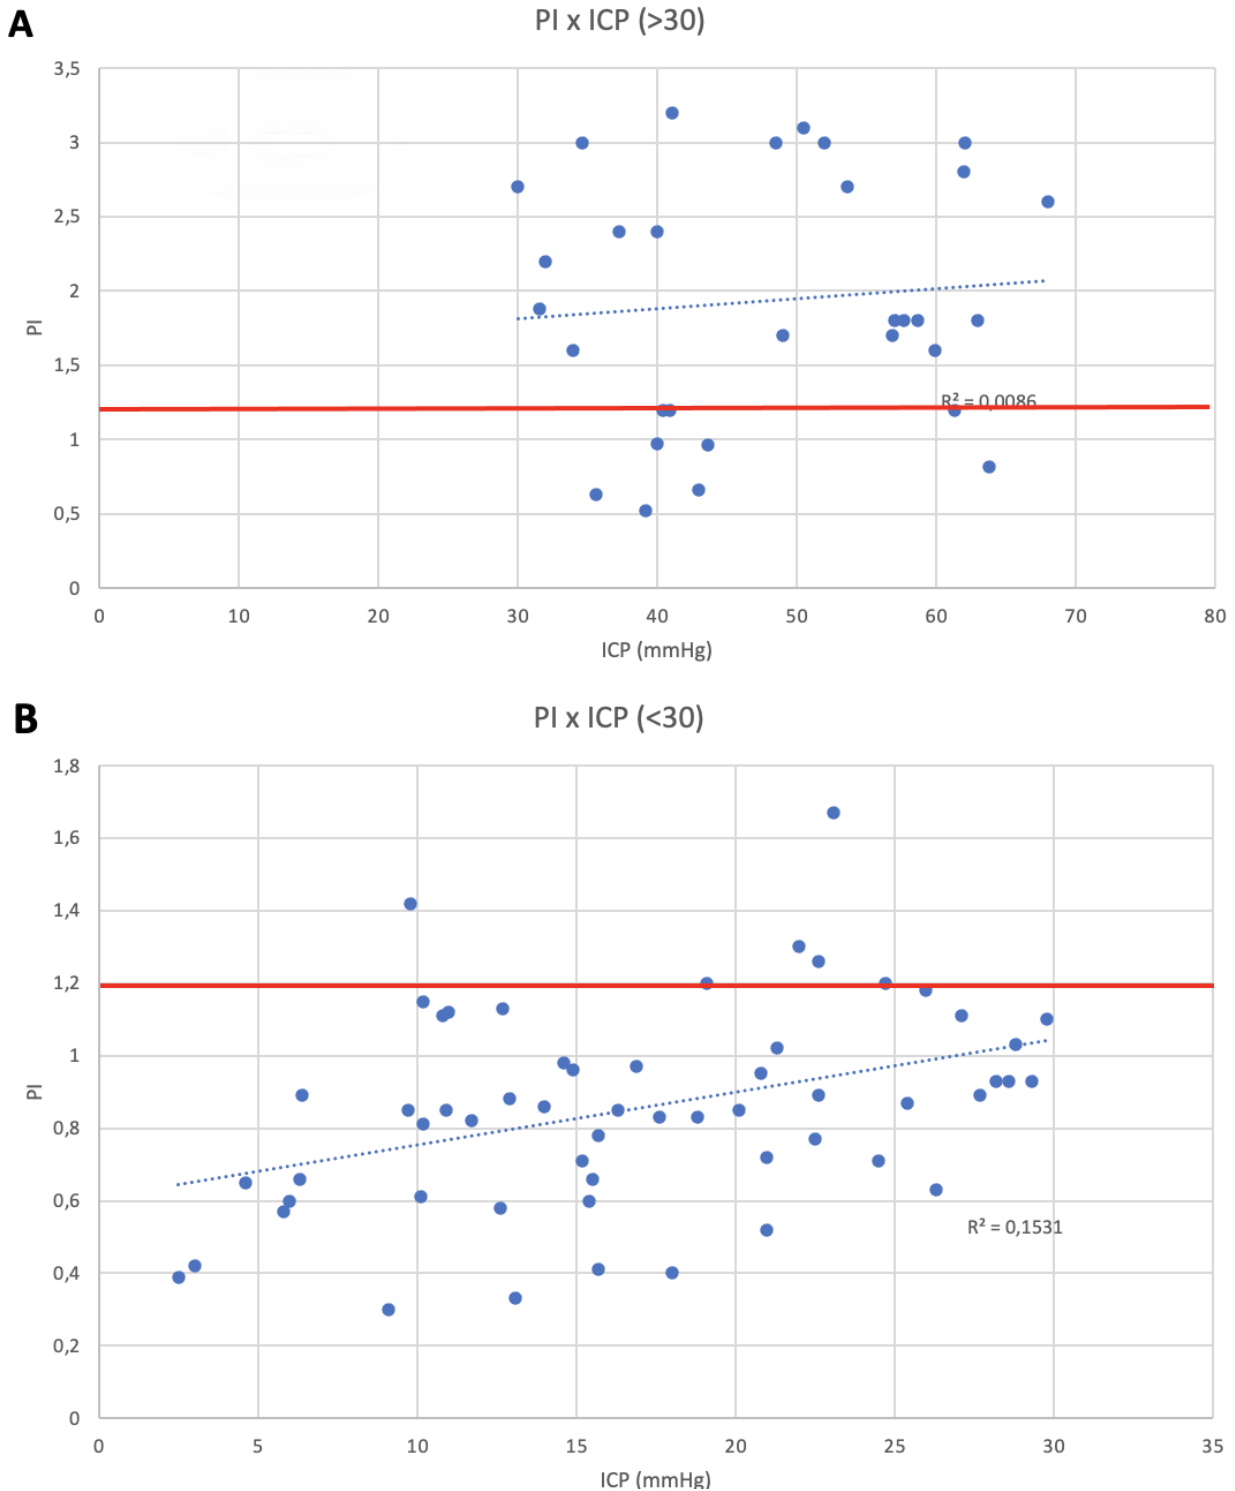 A
PI x ICP (>30)
3,5
3
2,5
2
1,5
1
0,5
0
PI
R² = 0,0086
0 10 20 30 40 50 60 70 80
ICP (mmHg)
B
PI x ICP (<30)
1,8
1,6
1,4
1,2
1
0,8
0,6
0,4
0,2
0
PI
R² = 0,1531
0 5 10 15 20 25 30 35
ICP (mmHg)